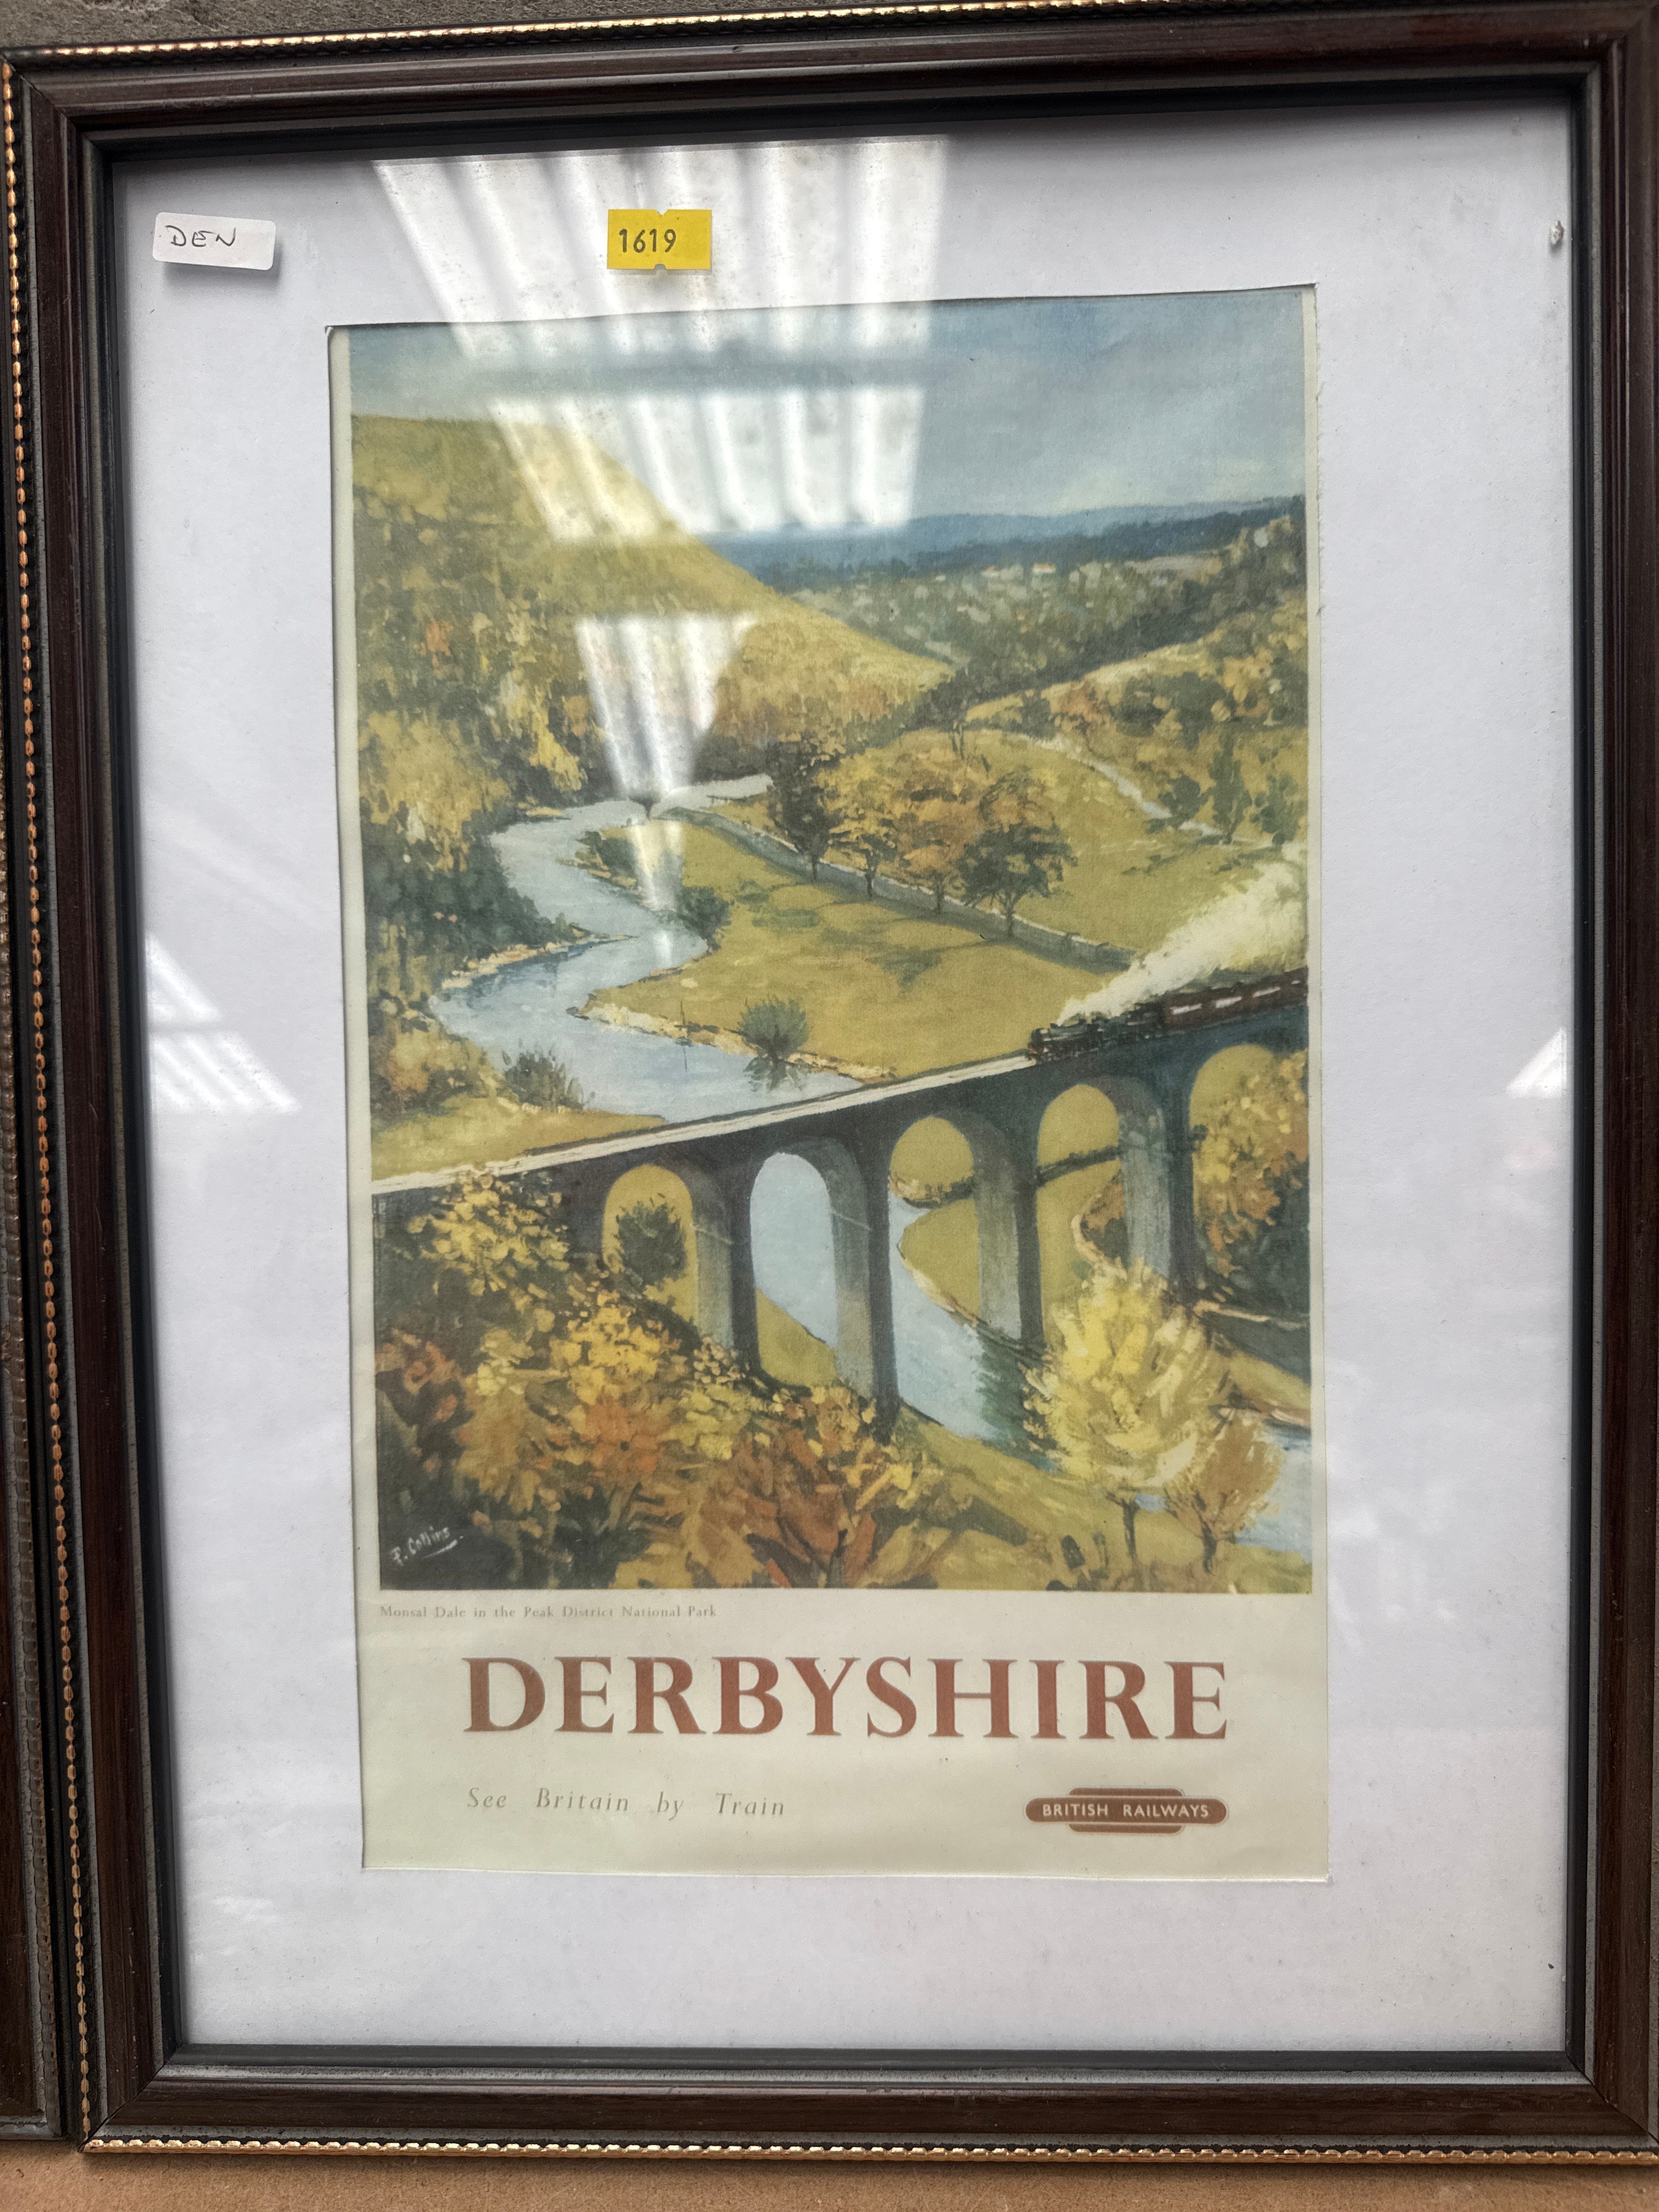 DEN
1619
P. Collins
Monsal Dale in the Peak District National Park
DERBYSHIRE
See Britain by Train
BRITISH RAILWAYS